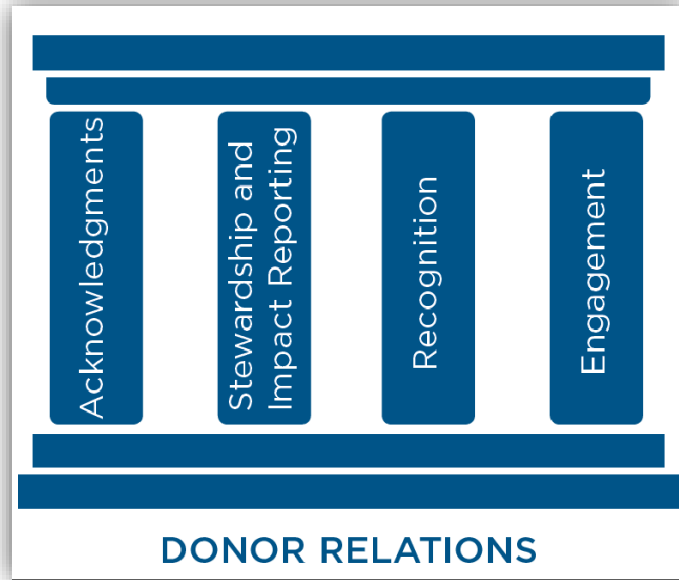 Acknowledgments
Stewardship and
Impact Reporting
Recognition
Engagement
DONOR RELATIONS